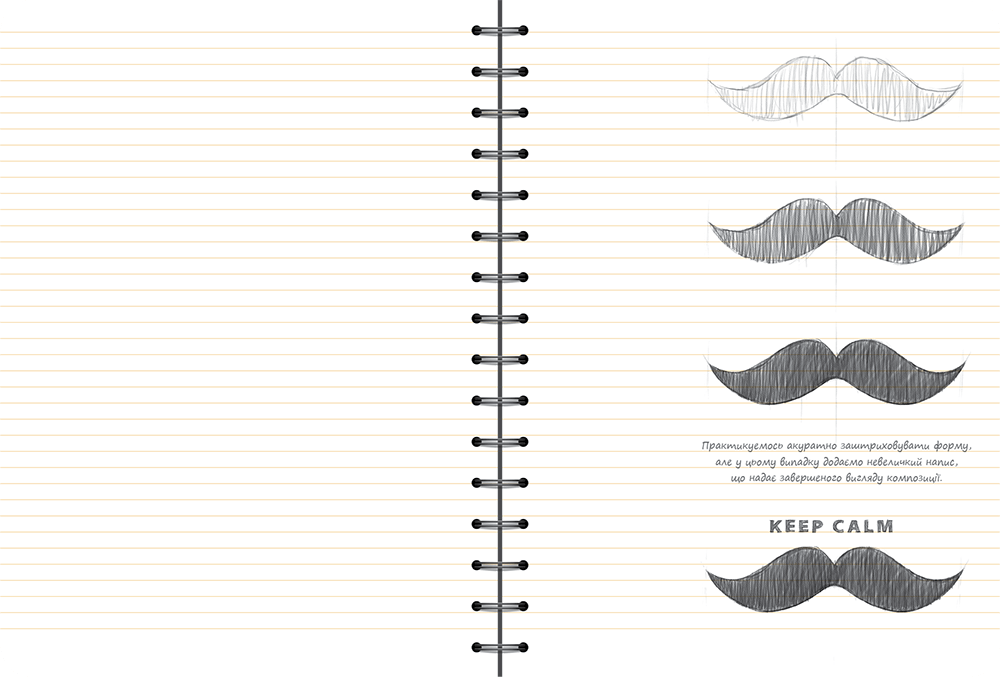 Практикуємось акуратно заштриховувати форму,
але у цьому випадку додаємо невеличкий напис,
що надає завершеного вигляду композиції.
KEEP CALM